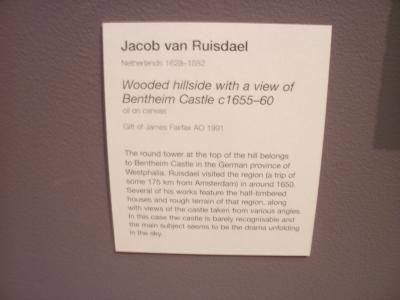 Jacob van Ruisdael
Netherlands 1628–1682
Wooded hillside with a view of
Bentheim Castle c1655–60
oil on canvas
Gift of James Fairfax AO 1991
The round tower at the top of the hill belongs
to Bentheim Castle in the German province of
Westphalia. Ruisdael visited the region (a trip of
some 175 km from Amsterdam) in around 1650.
Several of his works feature the half-timbered
houses and rough terrain of that region, along
with views of the castle taken from various angles.
In this case the castle is barely recognisable and
the main subject seems to be the drama unfolding
in the sky.